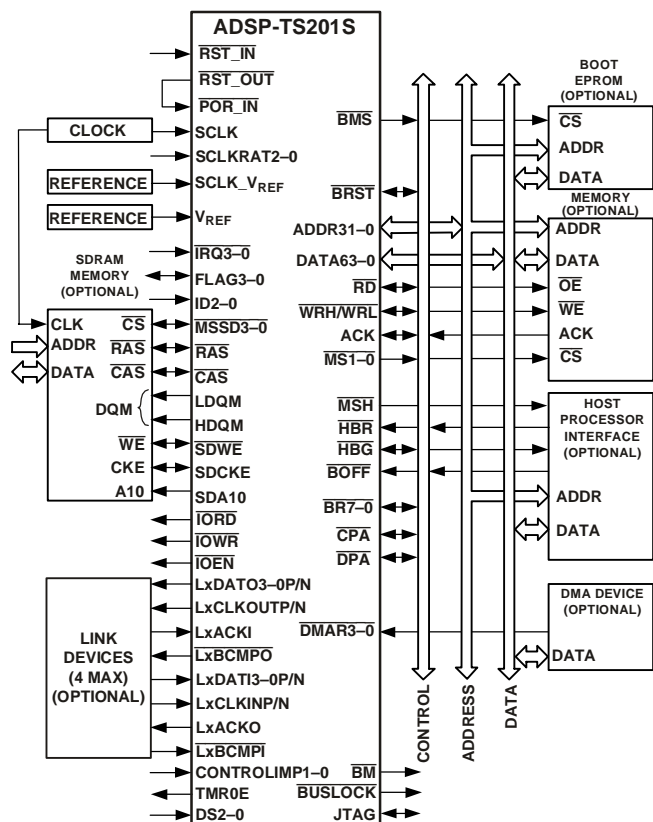 ADSP-TS201S
RST_IN
RST_OUT
POR_IN
CLOCK
SCLK
SCLKRAT2–0
REFERENCE
SCLK_VREF
REFERENCE
VREF
IRQ3–0
SDRAM
MEMORY
(OPTIONAL)
FLAG3–0
ID2–0
CLK
CS
MSSD3–0
ADDR
RAS
RAS
DATA
CAS
CAS
DQM
LDQM
HDQM
WE
SDWE
CKE
SDCKE
A10
SDA10
IORD
IOWR
IOEN
LINK
DEVICES
(4 MAX)
(OPTIONAL)
LxDATO3–0P/N
LxCLKOUTP/N
LxACKI
LxBCMPO
LxDATI3–0P/N
LxCLKINP/N
LxACKO
LxBCMPI
CONTROLIMP1–0
TMR0E
DS2–0
BMS
BRST
ADDR31–0
DATA63–0
RD
WRH/WRL
ACK
MS1–0
MSH
HBR
HBG
BOFF
BR7–0
CPA
DPA
DMAR3–0
BM
BUSLOCK
JTAG
CONTROL
ADDRESS
DATA
BOOT
EPROM
(OPTIONAL)
CS
ADDR
DATA
MEMORY
(OPTIONAL)
ADDR
DATA
OE
WE
ACK
CS
HOST
PROCESSOR
INTERFACE
(OPTIONAL)
ADDR
DATA
DMA DEVICE
(OPTIONAL)
DATA